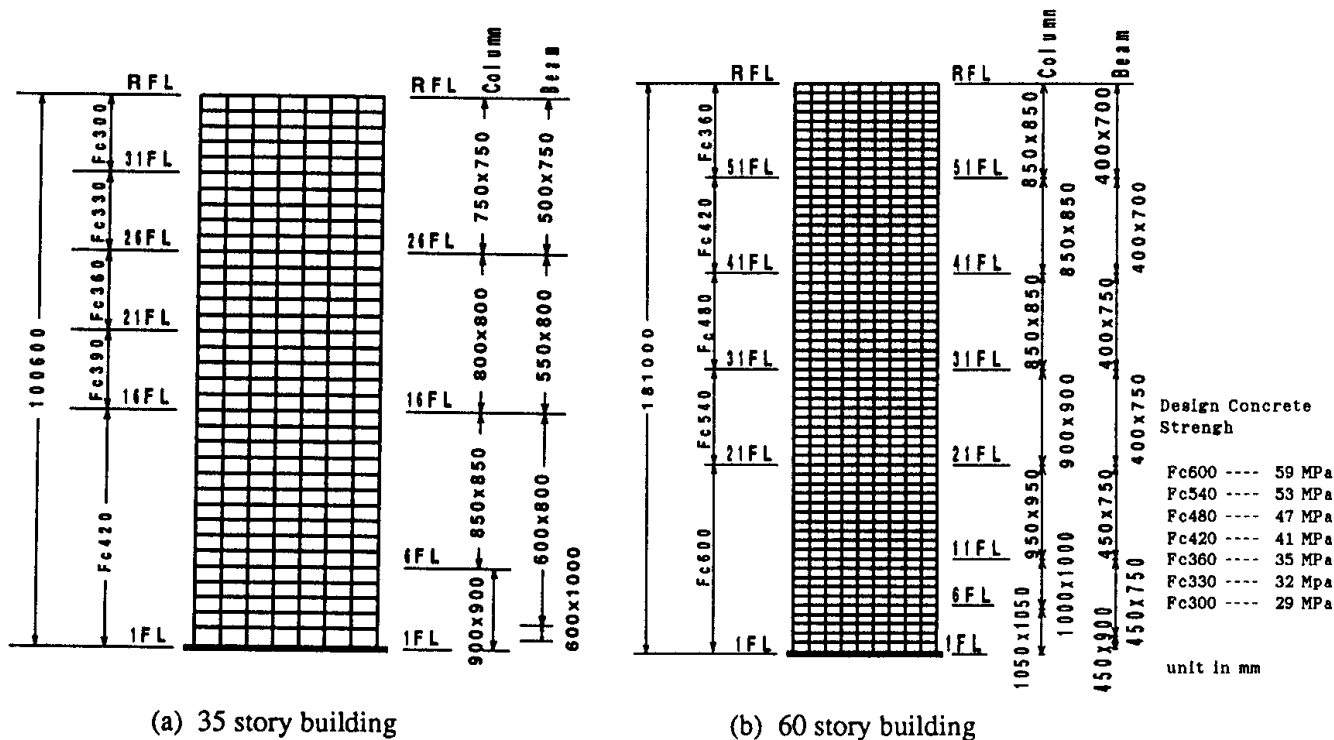 RFL
Fc300
31FL
Fc330
26FL
Fc360
21FL
Fc390
16FL
Fc420
1FL
100600
Column
Beam
RFL
750x750
500x750
26FL
800x800
550x800
16FL
850x850
600x800
6FL
900x900
600x1000
1FL
(a) 35 story building
RFL
Fc360
51FL
Fc420
41FL
Fc480
31FL
Fc540
21FL
Fc600
1FL
181000
Column
Beam
RFL
850x850
400x700
51FL
850x850
400x700
41FL
850x850
400x750
31FL
900x900
400x750
21FL
950x950
450x750
11FL
1000x1000
450x750
6FL
1050x1050
450x900
1FL
(b) 60 story building
Design Concrete
Strengh
Fc600 ---- 59 MPa
Fc540 ---- 53 MPa
Fc480 ---- 47 MPa
Fc420 ---- 41 MPa
Fc360 ---- 35 MPa
Fc330 ---- 32 Mpa
Fc300 ---- 29 MPa
unit in mm